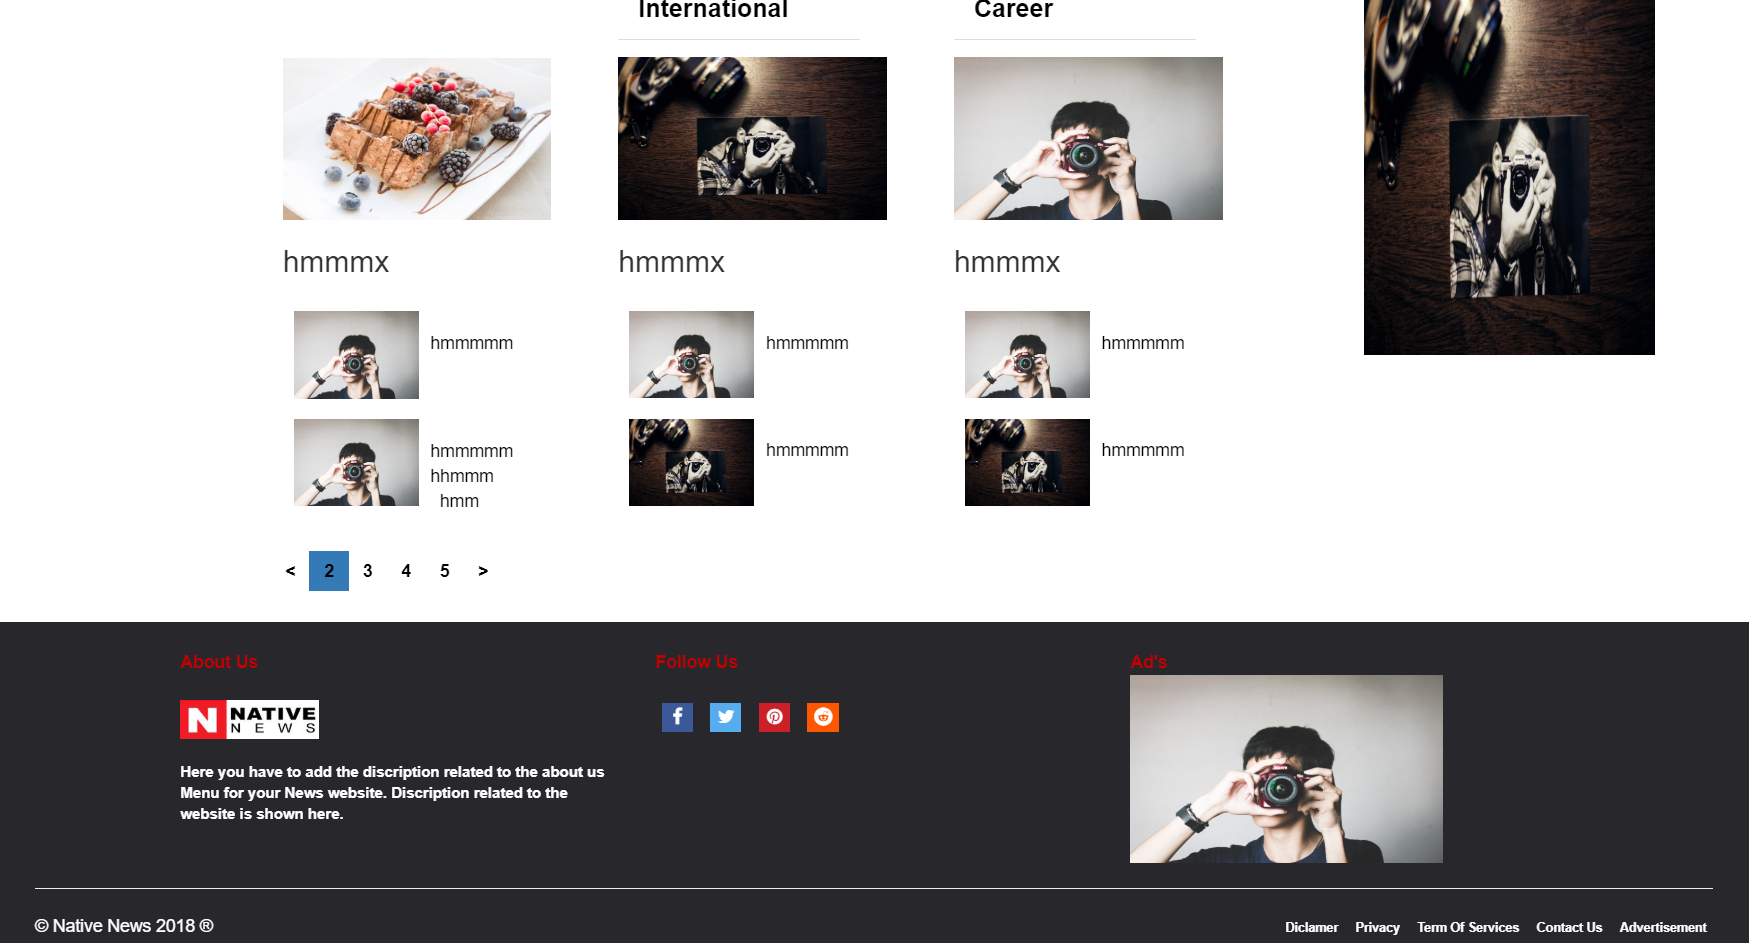 International
Career
hmmmx
hmmmx
hmmmx
hmmmmm
hmmmmm
hmmmmm
hmmmmm
hhmmm
hmm
hmmmmm
hmmmmm
< 2 3 4 5 >
About Us
Follow Us
Ad's
N NATIVE
NEWS
Here you have to add the discription related to the about us
Menu for your News website. Discription related to the
website is shown here.
© Native News 2018 ®
Diclamer Privacy Term Of Services Contact Us Advertisement